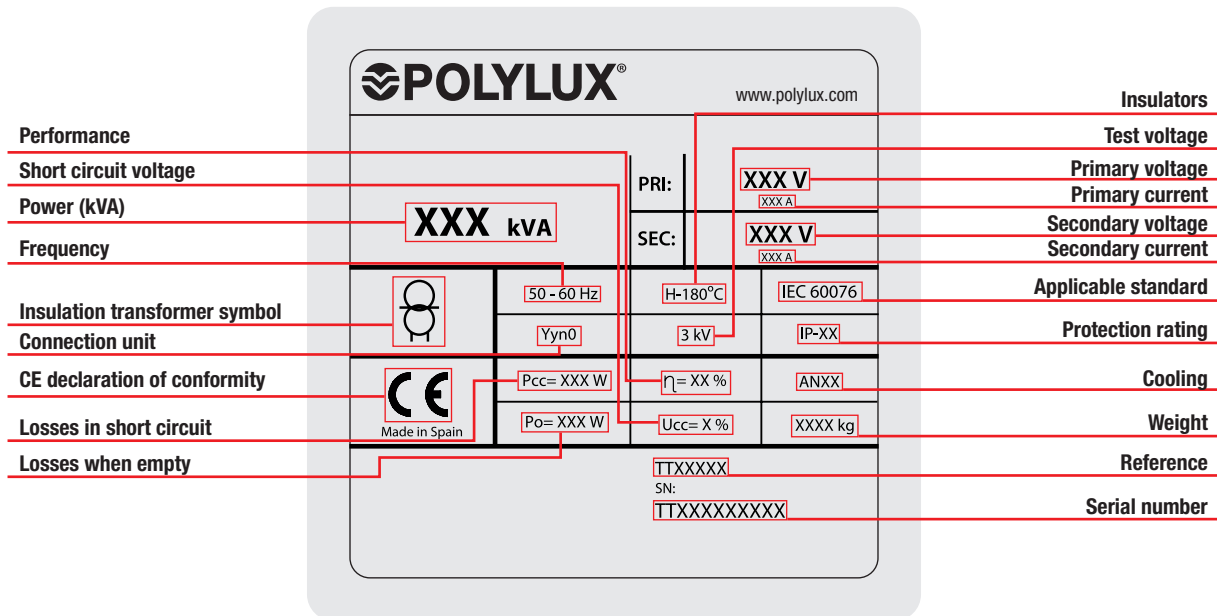 POLYLUX®
www.polylux.com
Performance
Short circuit voltage
Power (kVA)
Frequency
Insulation transformer symbol
Connection unit
CE declaration of conformity
Losses in short circuit
Losses when empty
XXX kVA
PRI:
XXX V
XXX A
SEC:
XXX V
XXX A
50 - 60 Hz
H-180°C
IEC 60076
Yyn0
3 kV
IP-XX
CE
Made in Spain
Pcc= XXX W
η= XX %
ANXX
Po= XXX W
Ucc= X %
XXXX kg
TTXXXXX
SN:
TTXXXXXXXXX
Insulators
Test voltage
Primary voltage
Primary current
Secondary voltage
Secondary current
Applicable standard
Protection rating
Cooling
Weight
Reference
Serial number